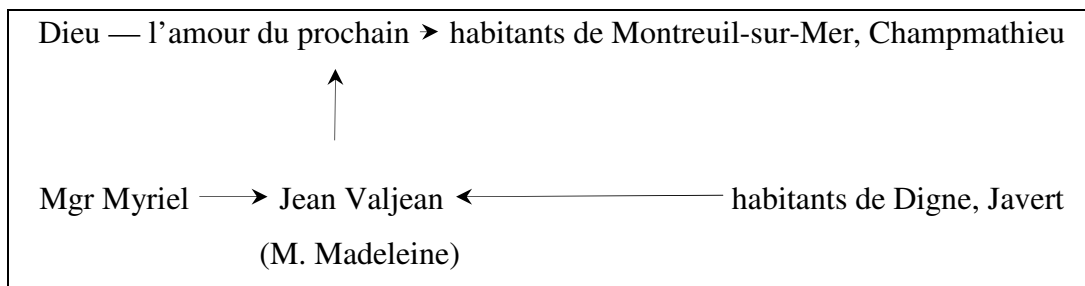 Dieu — l'amour du prochain habitants de Montreuil-sur-Mer, Champmathieu
Mgr Myriel Jean Valjean habitants de Digne, Javert
(M. Madeleine)